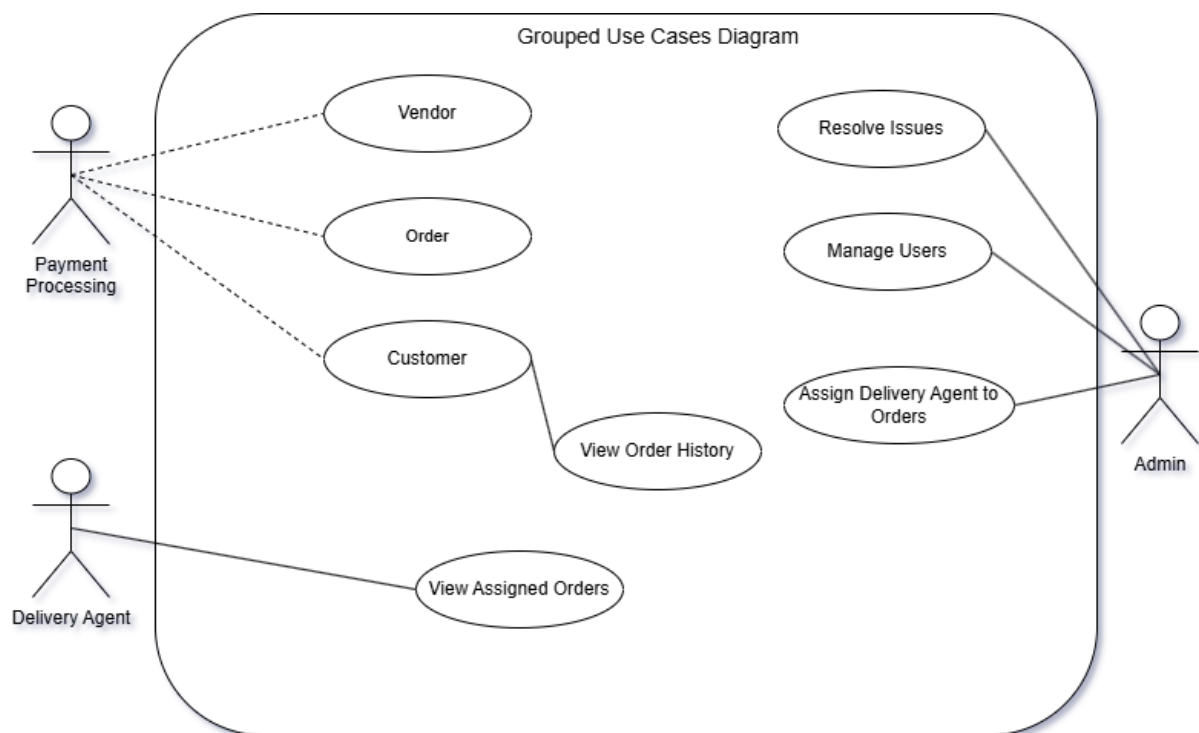 Grouped Use Cases Diagram
Vendor
Resolve Issues
Order
Manage Users
Payment
Processing
Customer
Assign Delivery Agent to
Orders
View Order History
Admin
View Assigned Orders
Delivery Agent